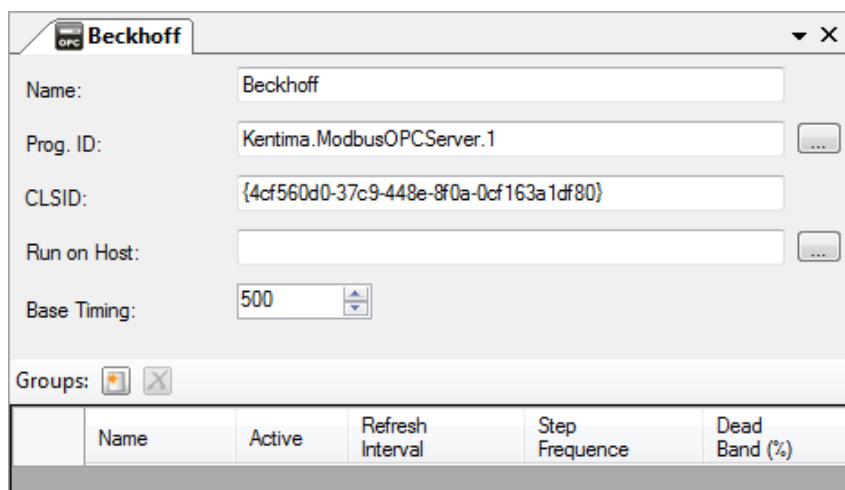 OPC Beckhoff
Name: Beckhoff
Prog. ID: Kentima.ModbusOPCServer.1 ...
CLSID: {4cf560d0-37c9-448e-8f0a-0cf163a1df80}
Run on Host: ...
Base Timing: 500
Groups:
Name Active Refresh Interval Step Frequence Dead Band (%)